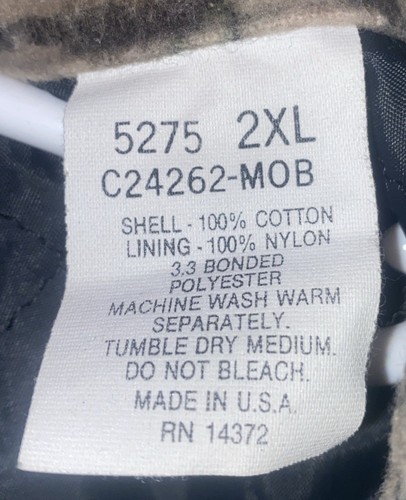 5275 2XL
C24262-MOB
SHELL - 100% COTTON
LINING - 100% NYLON
3.3 BONDED
POLYESTER
MACHINE WASH WARM
SEPARATELY.
TUMBLE DRY MEDIUM.
DO NOT BLEACH.
MADE IN U.S.A.
RN 14372